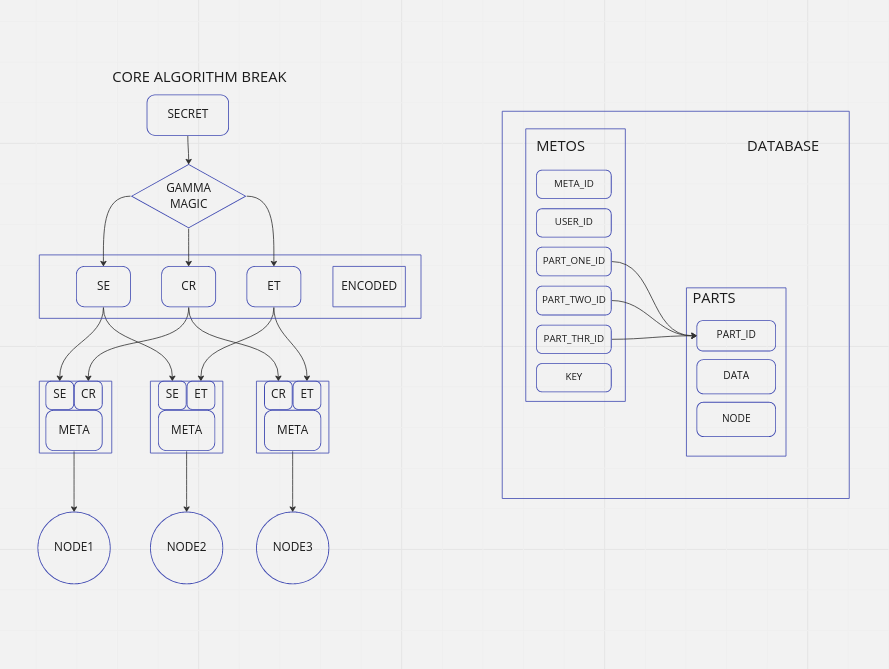 CORE ALGORITHM BREAK
SECRET
GAMMA
MAGIC
SE
CR
ET
ENCODED
SE
CR
META
SE
ET
META
CR
ET
META
NODE1
NODE2
NODE3
DATABASE
METOS
META_ID
USER_ID
PART_ONE_ID
PART_TWO_ID
PART_THR_ID
KEY
PARTS
PART_ID
DATA
NODE